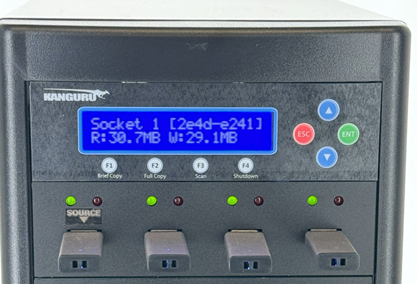 KANGURU
Socket 1 [2e4d-e241]
R:30.7MB W:29.1MB
ESC
ENT
F1
F2
F3
F4
Brief Copy
Full Copy
Scan
Shutdown
SOURCE